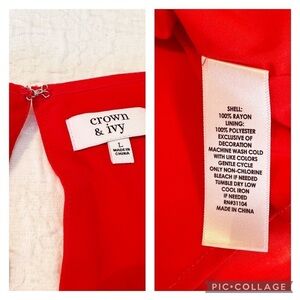 crown
& ivy
L
MADE IN
CHINA
SHELL:
100% RAYON
LINING:
100% POLYESTER
EXCLUSIVE OF
DECORATION
MACHINE WASH COLD
WITH LIKE COLORS
GENTLE CYCLE
ONLY NON-CHLORINE
BLEACH IF NEEDED
TUMBLE DRY LOW
COOL IRON
IF NEEDED
RN#31104
MADE IN CHINA
PIC•COLLAGE